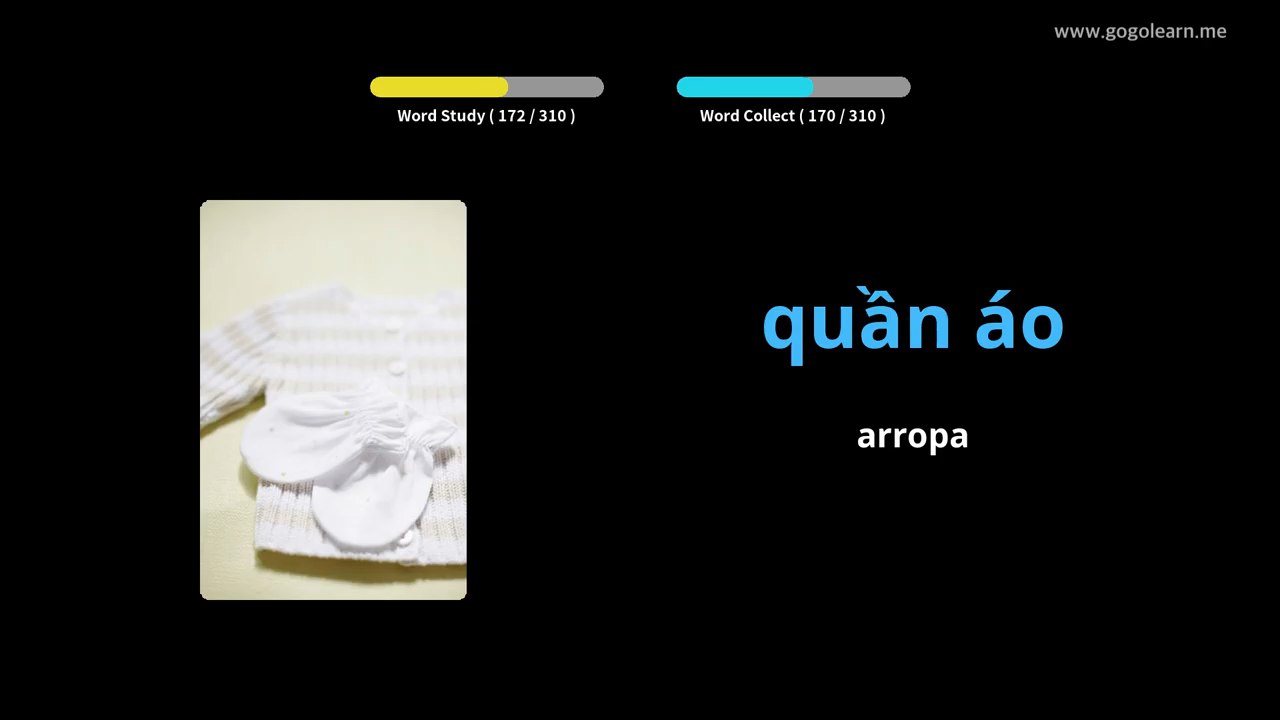 www.gogolearn.me
Word Study ( 172 / 310 )
Word Collect ( 170 / 310 )
quần áo
arropa